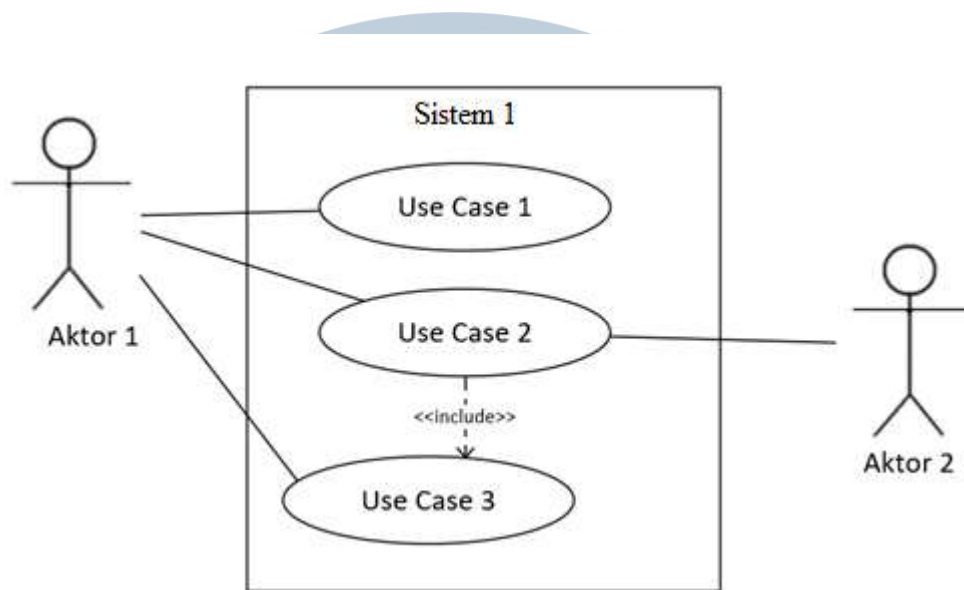 Sistem 1
Use Case 1
Aktor 1
Use Case 2
<<include>>
Aktor 2
Use Case 3